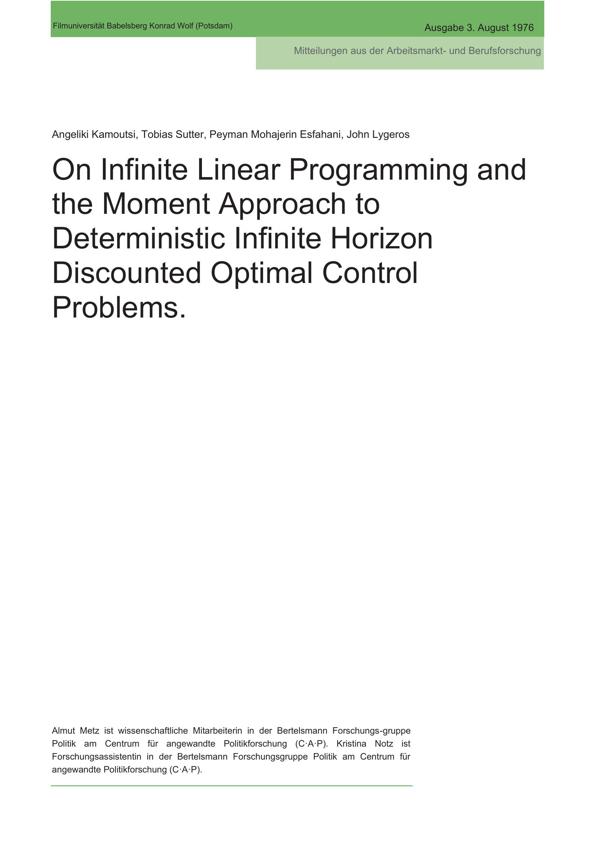 Filmuniversität Babelsberg Konrad Wolf (Potsdam)
Ausgabe 3. August 1976
Mitteilungen aus der Arbeitsmarkt- und Berufsforschung
Angeliki Kamoutsi, Tobias Sutter, Peyman Mohajerin Esfahani, John Lygeros
On Infinite Linear Programming and
the Moment Approach to
Deterministic Infinite Horizon
Discounted Optimal Control
Problems.
Almut Metz ist wissenschaftliche Mitarbeiterin in der Bertelsmann Forschungs-gruppe
Politik am Centrum für angewandte Politikforschung (C·A·P). Kristina Notz ist
Forschungsassistentin in der Bertelsmann Forschungsgruppe Politik am Centrum für
angewandte Politikforschung (C·A·P).